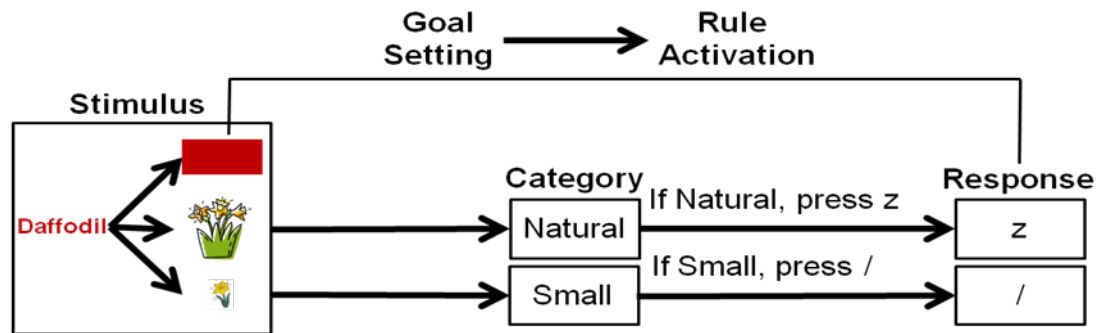 Goal
Setting
Rule
Activation
Stimulus
Daffodil
Category
If Natural, press z
Response
Natural
z
If Small, press /
Small
/